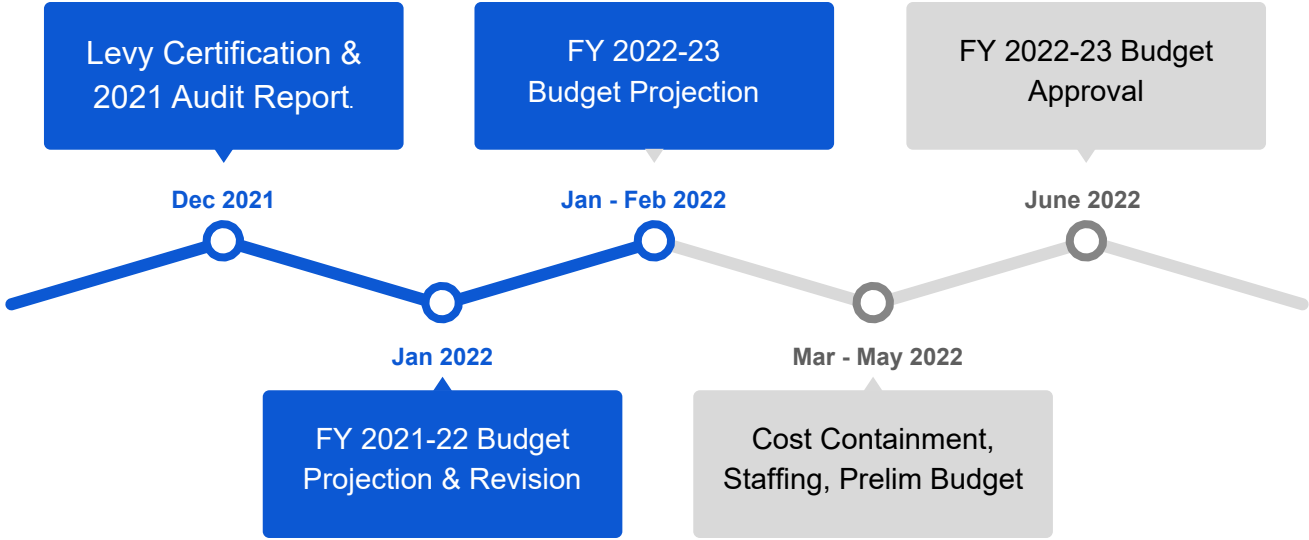 Levy Certification &
2021 Audit Report.
Dec 2021
Jan 2022
FY 2021-22 Budget
Projection & Revision
FY 2022-23
Budget Projection
Jan - Feb 2022
Mar - May 2022
Cost Containment,
Staffing, Prelim Budget
FY 2022-23 Budget
Approval
June 2022